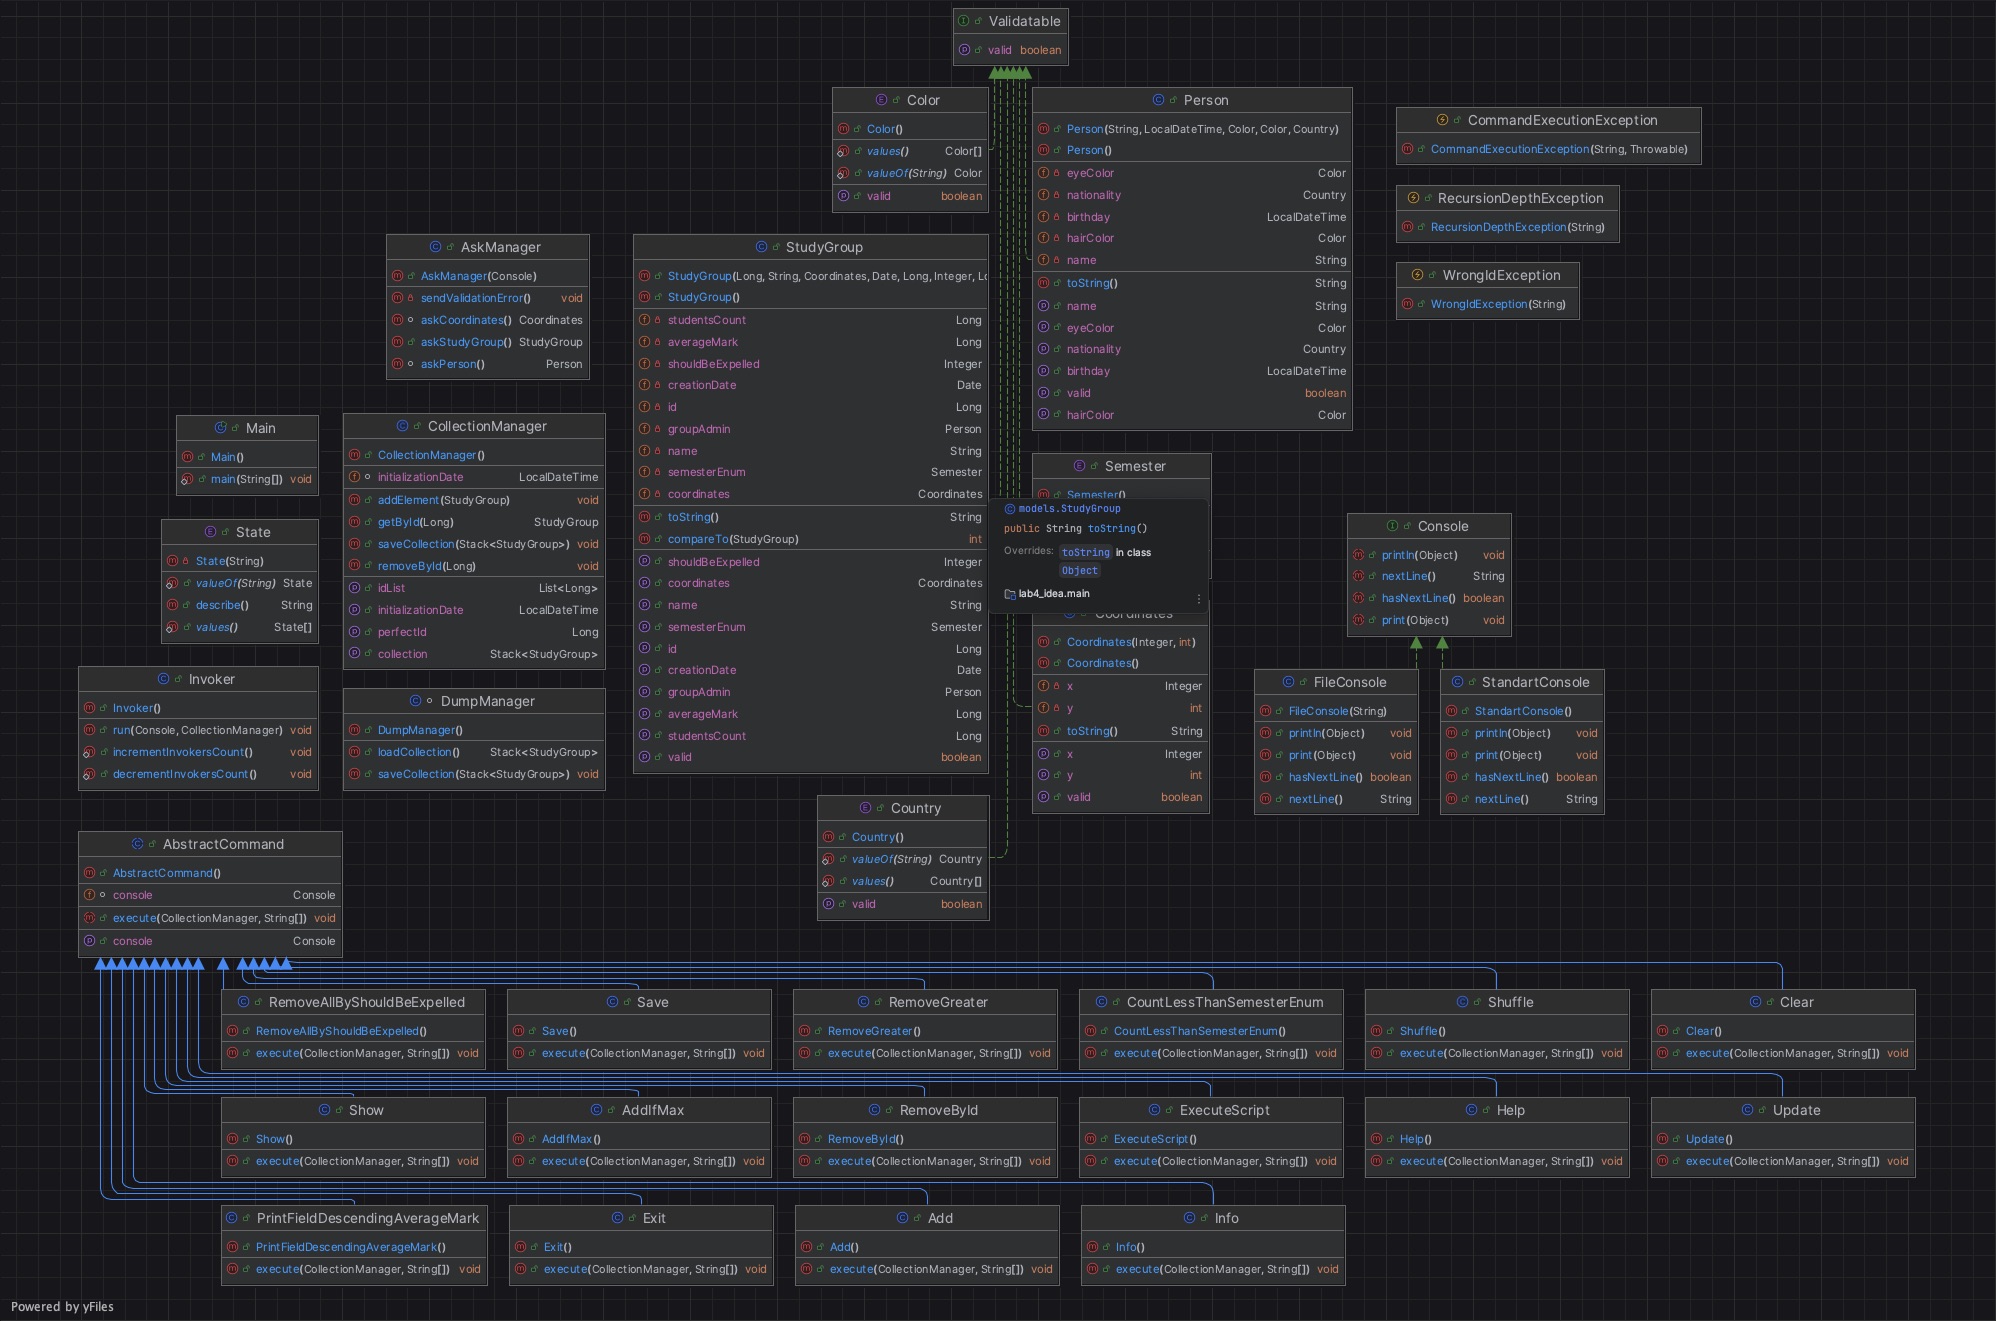 Validatable
valid boolean
Color
Color()
values() Color[]
valueOf(String) Color
valid boolean
Person
Person(String, LocalDateTime, Color, Color, Country)
Person()
eyeColor Color
nationality Country
birthday LocalDateTime
hairColor Color
name String
toString() String
name String
eyeColor Color
nationality Country
birthday LocalDateTime
valid boolean
hairColor Color
CommandExecutionException
CommandExecutionException(String, Throwable)
RecursionDepthException
RecursionDepthException(String)
WrongIdException
WrongIdException(String)
AskManager
AskManager(Console)
sendValidationError() void
askCoordinates() Coordinates
askStudyGroup() StudyGroup
askPerson() Person
StudyGroup
StudyGroup(Long, String, Coordinates, Date, Long, Integer, Lo
StudyGroup()
studentsCount Long
averageMark Long
shouldBeExpelled Integer
creationDate Date
id Long
groupAdmin Person
name String
semesterEnum Semester
coordinates Coordinates
toString() String
compareTo(StudyGroup) int
shouldBeExpelled Integer
coordinates Coordinates
name String
semesterEnum Semester
id Long
creationDate Date
groupAdmin Person
averageMark Long
studentsCount Long
valid boolean
Main
Main()
main(String[]) void
CollectionManager
CollectionManager()
initializationDate LocalDateTime
addElement(StudyGroup) void
getById(Long) StudyGroup
saveCollection(Stack<StudyGroup>) void
removeById(Long) void
idList List<Long>
initializationDate LocalDateTime
perfectId Long
collection Stack<StudyGroup>
State
State(String)
valueOf(String) State
describe() String
values() State[]
Semester
Semester()
models.StudyGroup
public String toString()
Overrides: toString in class
Object
lab4_idea.main
Coordinates
Coordinates(Integer, int)
Coordinates()
x Integer
y int
toString() String
x Integer
y int
valid boolean
Console
println(Object) void
nextLine() String
hasNextLine() boolean
print(Object) void
FileConsole
FileConsole(String)
println(Object) void
print(Object) void
hasNextLine() boolean
nextLine() String
StandartConsole
StandartConsole()
println(Object) void
print(Object) void
hasNextLine() boolean
nextLine() String
Invoker
Invoker()
run(Console, CollectionManager) void
incrementInvokersCount() void
decrementInvokersCount() void
DumpManager
DumpManager()
loadCollection() Stack<StudyGroup>
saveCollection(Stack<StudyGroup>) void
Country
Country()
valueOf(String) Country
values() Country[]
valid boolean
AbstractCommand
AbstractCommand()
console Console
execute(CollectionManager, String[]) void
console Console
RemoveAllByShouldBeExpelled
RemoveAllByShouldBeExpelled()
execute(CollectionManager, String[]) void
Save
Save()
execute(CollectionManager, String[]) void
RemoveGreater
RemoveGreater()
execute(CollectionManager, String[]) void
CountLessThanSemesterEnum
CountLessThanSemesterEnum()
execute(CollectionManager, String[]) void
Shuffle
Shuffle()
execute(CollectionManager, String[]) void
Clear
Clear()
execute(CollectionManager, String[]) void
Show
Show()
execute(CollectionManager, String[]) void
AddIfMax
AddIfMax()
execute(CollectionManager, String[]) void
RemoveById
RemoveById()
execute(CollectionManager, String[]) void
ExecuteScript
ExecuteScript()
execute(CollectionManager, String[]) void
Help
Help()
execute(CollectionManager, String[]) void
Update
Update()
execute(CollectionManager, String[]) void
PrintFieldDescendingAverageMark
PrintFieldDescendingAverageMark()
execute(CollectionManager, String[]) void
Exit
Exit()
execute(CollectionManager, String[]) void
Add
Add()
execute(CollectionManager, String[]) void
Info
Info()
execute(CollectionManager, String[]) void
Powered by yFiles